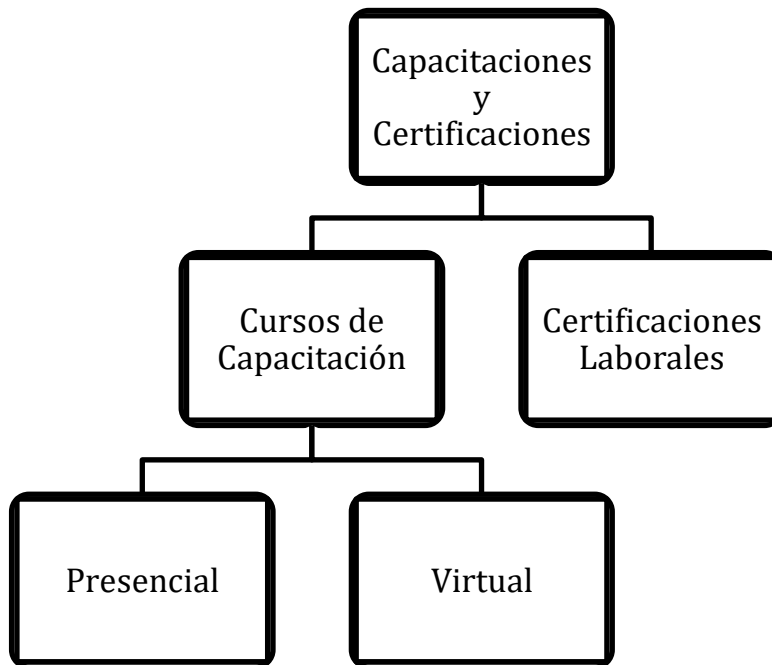 Capacitaciones
y
Certificaciones
Cursos de
Capacitación
Certificaciones
Laborales
Presencial
Virtual